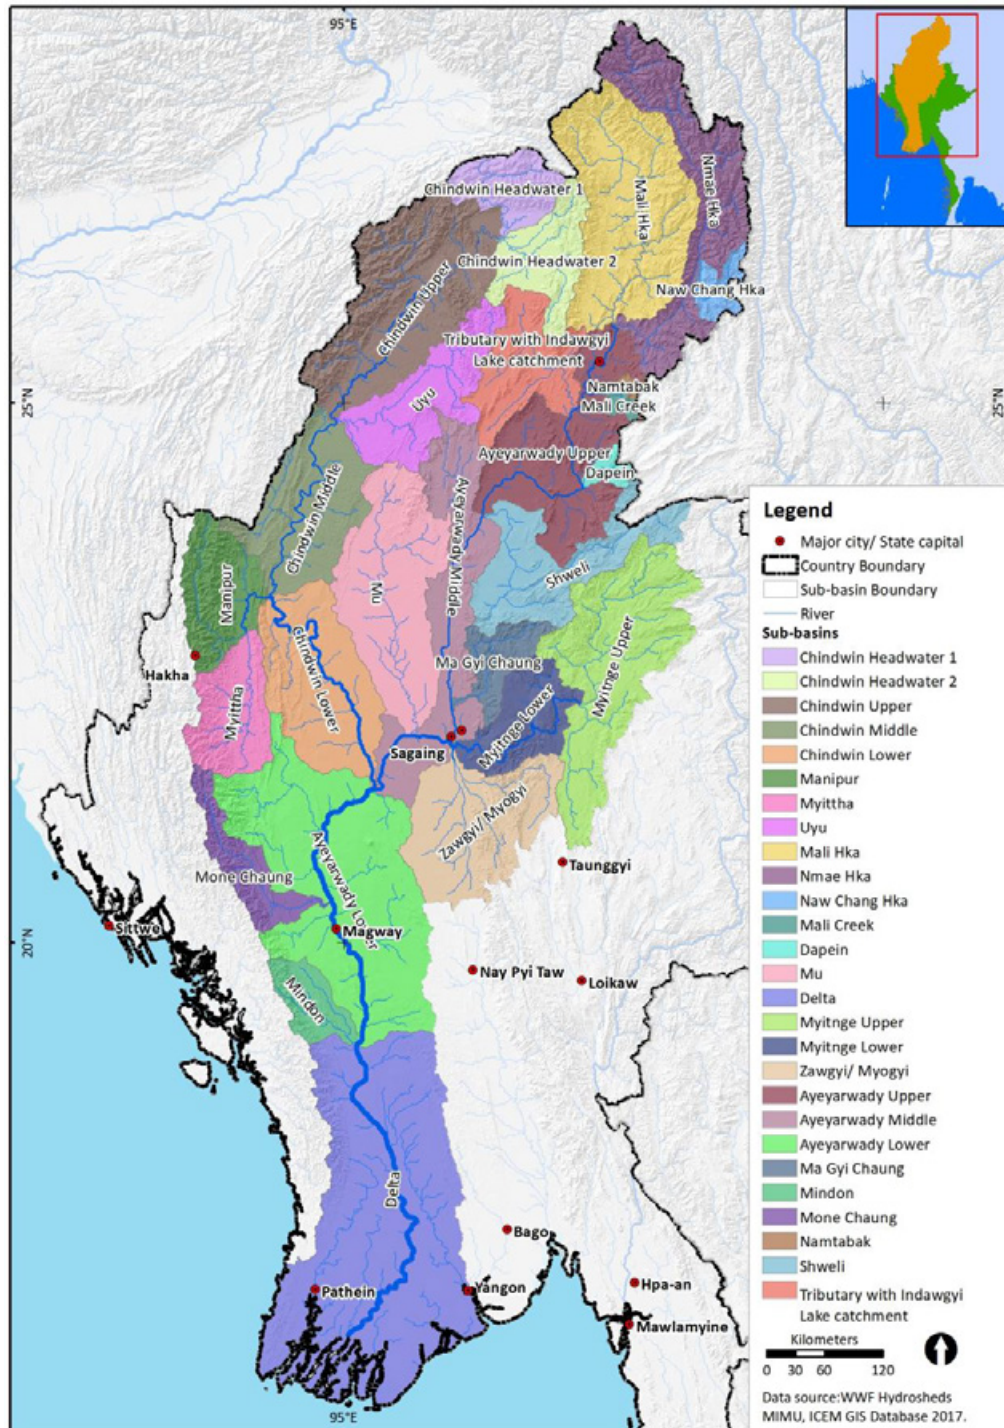 95°E
Chindwin Headwater 1
Mali Hka
Nmae Hka
Chindwin Headwater 2
Naw Chang Hka
Chindwin Upper
Tributary with Indawgyi
Lake catchment
Namtabak
Mali Creek
25°N
25°N
Uyu
Ayeyarwady Upper
Dapein
Chindwin Middle
Ayeyarwady Middle
Shweli
Mu
Manipur
Hakha
Chindwin Lower
Ma Gyi Chaung
Myitnge Upper
Myittha
Myitnge Lower
Sagaing
Zawgyi/ Myogyi
Taunggyi
Mone Chaung
Ayeyarwady Lower
Sittwe
Magway
20°N
Nay Pyi Taw
Loikaw
Mindon
Delta
Bago
Pathein
Yangon
Hpa-an
Mawlamyine
95°E
Legend
Major city/ State capital
Country Boundary
Sub-basin Boundary
River
Sub-basins
Chindwin Headwater 1
Chindwin Headwater 2
Chindwin Upper
Chindwin Middle
Chindwin Lower
Manipur
Myittha
Uyu
Mali Hka
Nmae Hka
Naw Chang Hka
Mali Creek
Dapein
Mu
Delta
Myitnge Upper
Myitnge Lower
Zawgyi/ Myogyi
Ayeyarwady Upper
Ayeyarwady Middle
Ayeyarwady Lower
Ma Gyi Chaung
Mindon
Mone Chaung
Namtabak
Shweli
Tributary with Indawgyi
Lake catchment
Kilometers
0 30 60 120
Data source:WWF Hydrosheds
MIMU, ICEM GIS Database 2017.